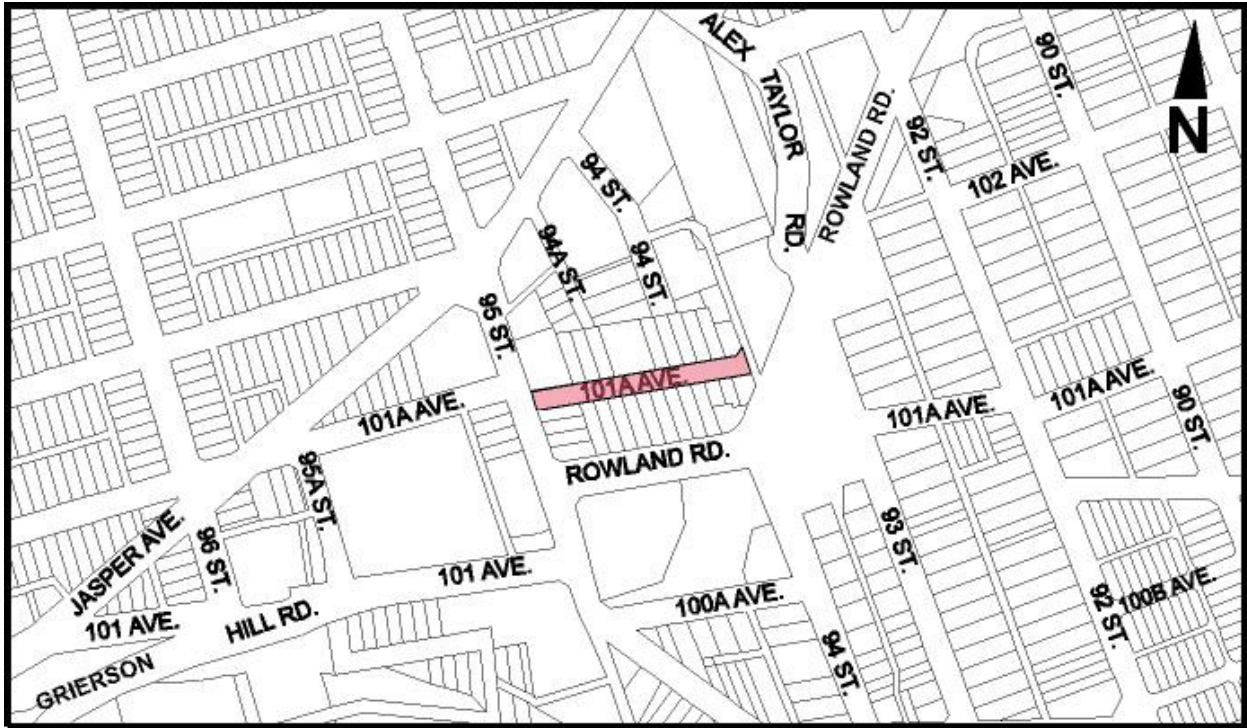 ALEX TAYLOR RD.
90 ST.
ROWLAND RD.
N
92 ST.
94 ST.
102 AVE.
94A ST.
94 ST.
95 ST.
101A AVE.
101A AVE.
101A AVE.
101A AVE.
90 ST.
ROWLAND RD.
95A ST.
93 ST.
96 ST.
JASPER AVE.
101 AVE.
100A AVE.
100B AVE.
92 ST.
101 AVE.
HILL RD.
94 ST.
GRIERSON